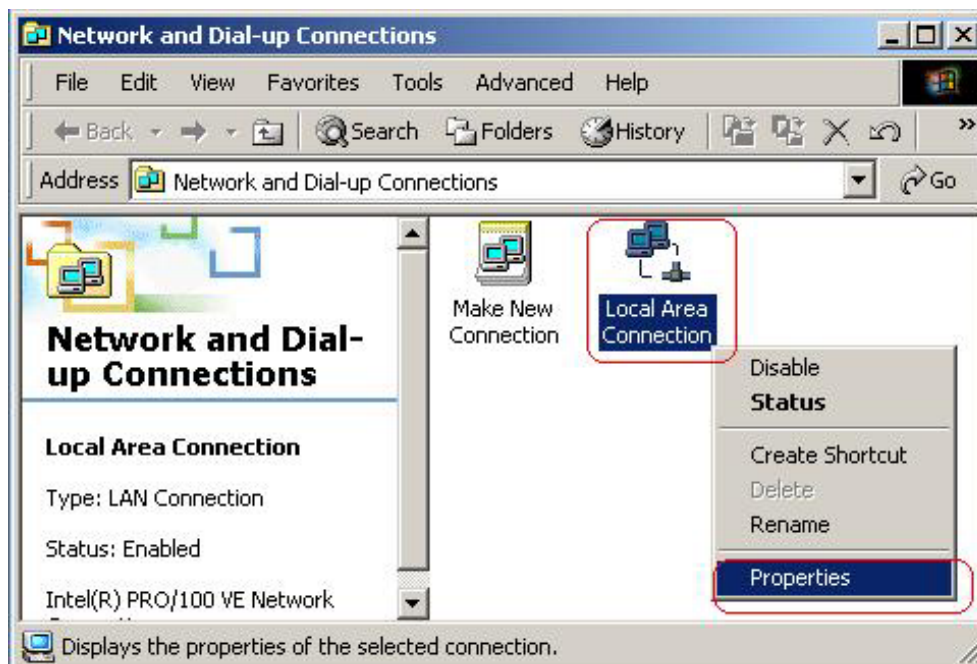 Network and Dial-up Connections
File Edit View Favorites Tools Advanced Help
Back Search Folders History »
Address Network and Dial-up Connections Go
Network and Dial-
up Connections
Local Area Connection
Type: LAN Connection
Status: Enabled
Intel(R) PRO/100 VE Network
Make New
Connection
Local Area
Connection
Disable
Status
Create Shortcut
Delete
Rename
Properties
Displays the properties of the selected connection.